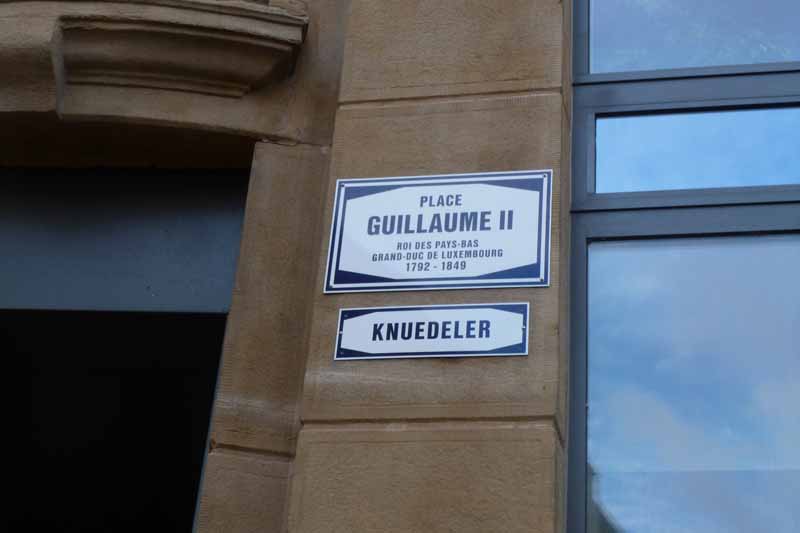 PLACE
GUILLAUME II
ROI DES PAYS-BAS
GRAND-DUC DE LUXEMBOURG
1792 - 1849
KNUEDELER